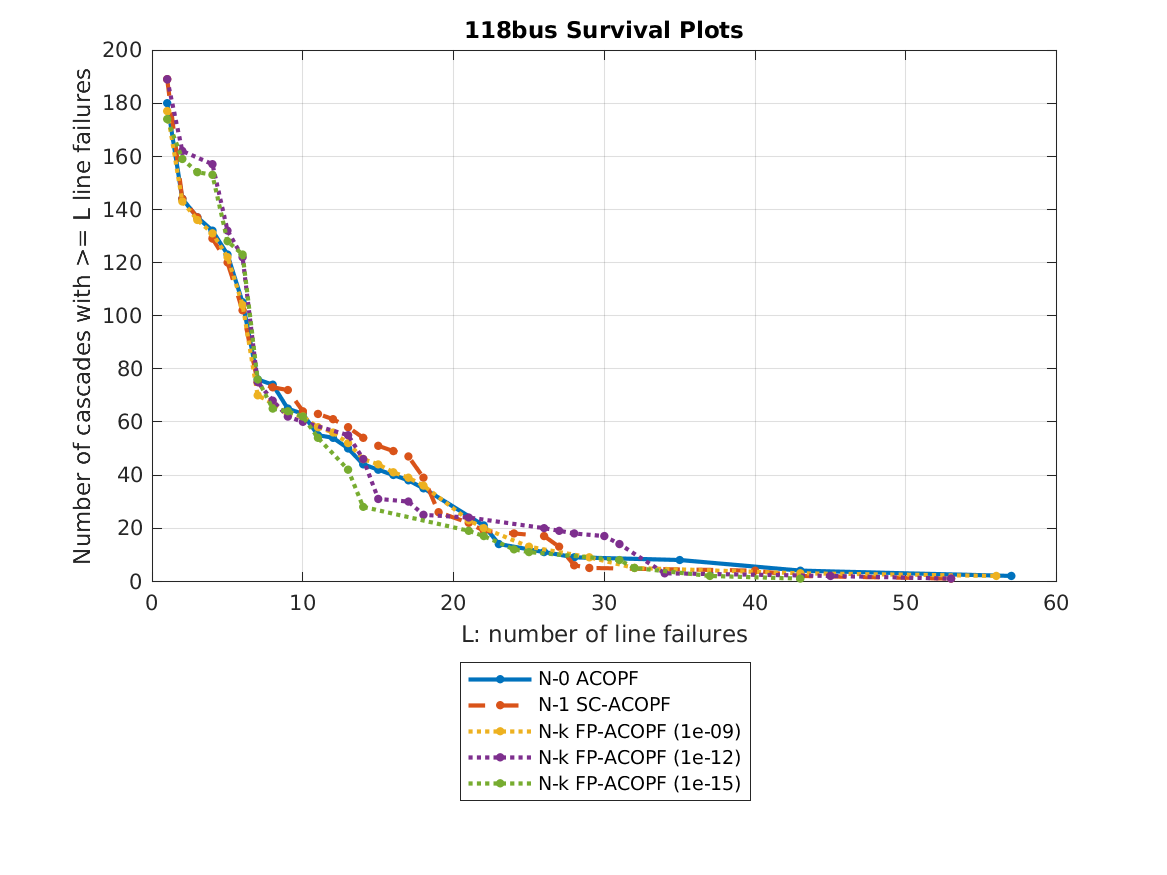 118bus Survival Plots
Number of cascades with >= L line failures
200
180
160
140
120
100
80
60
40
20
0
0 10 20 30 40 50 60
L: number of line failures
N-0 ACOPF
N-1 SC-ACOPF
N-k FP-ACOPF (1e-09)
N-k FP-ACOPF (1e-12)
N-k FP-ACOPF (1e-15)